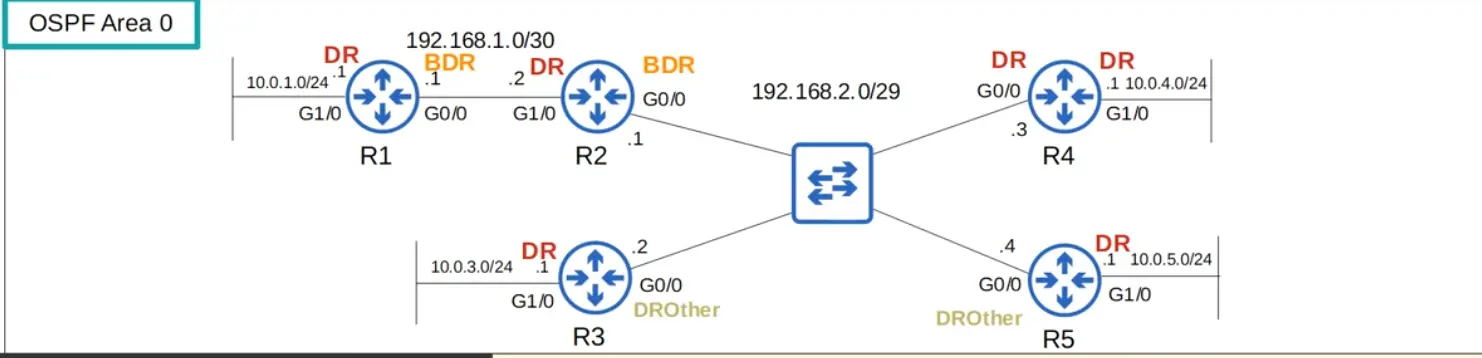 OSPF Area 0
192.168.1.0/30
DR
BDR
10.0.1.0/24
.1
.1
G1/0
G0/0
R1
.2
DR
BDR
G1/0
G0/0
.1
R2
192.168.2.0/29
DR
DR
G0/0
.1
10.0.4.0/24
G1/0
.3
R4
DR
.2
10.0.3.0/24
.1
G1/0
G0/0
DROther
R3
.4
DR
.1
10.0.5.0/24
G0/0
G1/0
DROther
R5